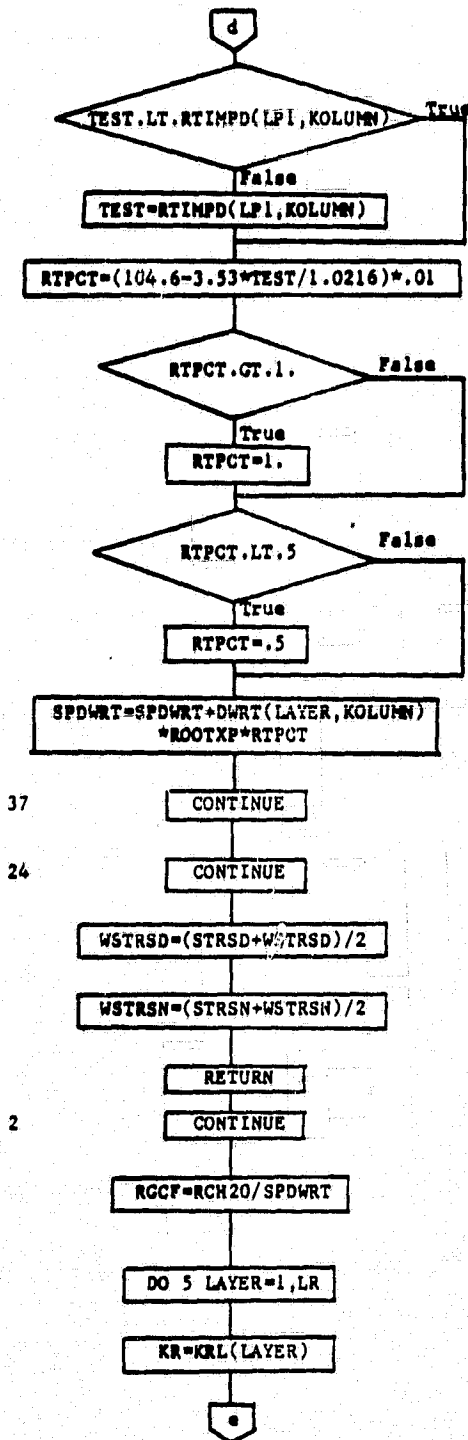 d
TEST.LT.RTIMPD(LP1,KOLUMN)
True
False
TEST=RTIMPD(LP1,KOLUMN)
RTPCT=(104.6-3.53*TEST/1.0216)*.01
RTPCT.GT.1.
False
True
RTPCT=1.
RTPCT.LT.5
False
True
RTPCT=.5
SPDWRT=SPDWRT+DWRT(LAYER,KOLUMN)
*ROOTXP*RTPCT
37 CONTINUE
24 CONTINUE
WSTRSD=(STRSD+WSTRSD)/2
WSTRSN=(STRSN+WSTRSN)/2
RETURN
2 CONTINUE
RGCF=RCH20/SPDWRT
DO 5 LAYER=1,LR
KR=KRL(LAYER)
e